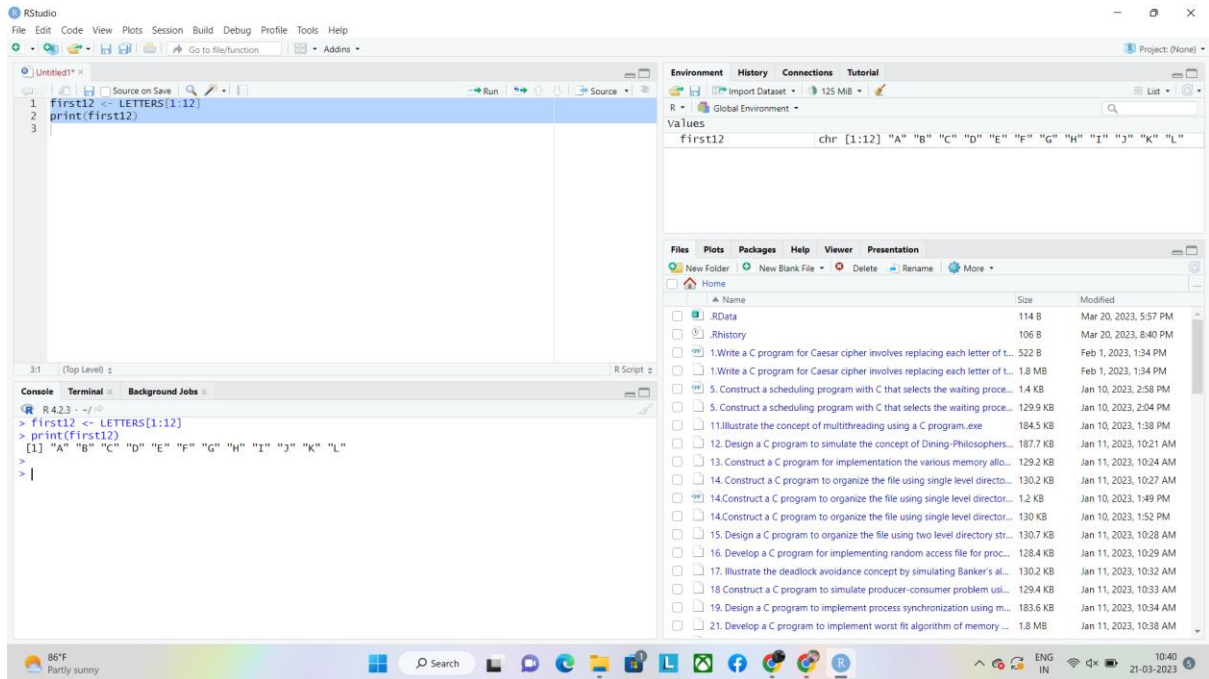 RStudio
File Edit Code View Plots Session Build Debug Profile Tools Help
Go to file/function Addins Project: (None)
Untitled1*
Source on Save Run Source
1 first12 <- LETTERS[1:12]
2 print(first12)
3
3:1 (Top Level) R Script
Console Terminal Background Jobs
R 4.2.3 · ~/
> first12 <- LETTERS[1:12]
> print(first12)
[1] "A" "B" "C" "D" "E" "F" "G" "H" "I" "J" "K" "L"
>
>
Environment History Connections Tutorial
Import Dataset 125 MiB List
R Global Environment
Values
first12 chr [1:12] "A" "B" "C" "D" "E" "F" "G" "H" "I" "J" "K" "L"
Files Plots Packages Help Viewer Presentation
New Folder New Blank File Delete Rename More
Home
Name Size Modified
.RData 114 B Mar 20, 2023, 5:57 PM
.Rhistory 106 B Mar 20, 2023, 8:40 PM
1.Write a C program for Caesar cipher involves replacing each letter of t... 522 B Feb 1, 2023, 1:34 PM
1.Write a C program for Caesar cipher involves replacing each letter of t... 1.8 MB Feb 1, 2023, 1:34 PM
5. Construct a scheduling program with C that selects the waiting proce... 1.4 KB Jan 10, 2023, 2:58 PM
5. Construct a scheduling program with C that selects the waiting proce... 129.9 KB Jan 10, 2023, 2:04 PM
11.Illustrate the concept of multithreading using a C program..exe 184.5 KB Jan 10, 2023, 1:38 PM
12. Design a C program to simulate the concept of Dining-Philosophers... 187.7 KB Jan 11, 2023, 10:21 AM
13. Construct a C program for implementation the various memory allo... 129.2 KB Jan 11, 2023, 10:24 AM
14. Construct a C program to organize the file using single level directo... 130.2 KB Jan 11, 2023, 10:27 AM
14.Construct a C program to organize the file using single level director... 1.2 KB Jan 10, 2023, 1:49 PM
14.Construct a C program to organize the file using single level director... 130 KB Jan 10, 2023, 1:52 PM
15. Design a C program to organize the file using two level directory str... 130.7 KB Jan 11, 2023, 10:28 AM
16. Develop a C program for implementing random access file for proc... 128.4 KB Jan 11, 2023, 10:29 AM
17. Illustrate the deadlock avoidance concept by simulating Banker's al... 130.2 KB Jan 11, 2023, 10:32 AM
18 Construct a C program to simulate producer-consumer problem usi... 129.4 KB Jan 11, 2023, 10:33 AM
19. Design a C program to implement process synchronization using m... 183.6 KB Jan 11, 2023, 10:34 AM
21. Develop a C program to implement worst fit algorithm of memory ... 1.8 MB Jan 11, 2023, 10:38 AM
86°F
Partly sunny
Search
ENG
IN
10:40
21-03-2023
5